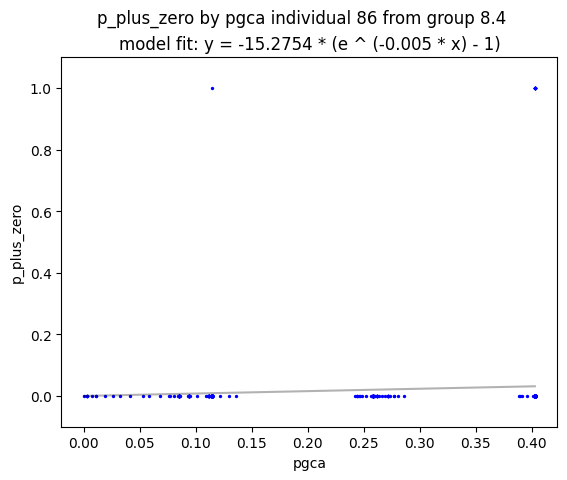 p_plus_zero by pgca individual 86 from group 8.4
model fit: y = -15.2754 * (e ^ (-0.005 * x) - 1)
1.0
0.8
0.6
0.4
0.2
0.0
p_plus_zero
0.00 0.05 0.10 0.15 0.20 0.25 0.30 0.35 0.40
pgca